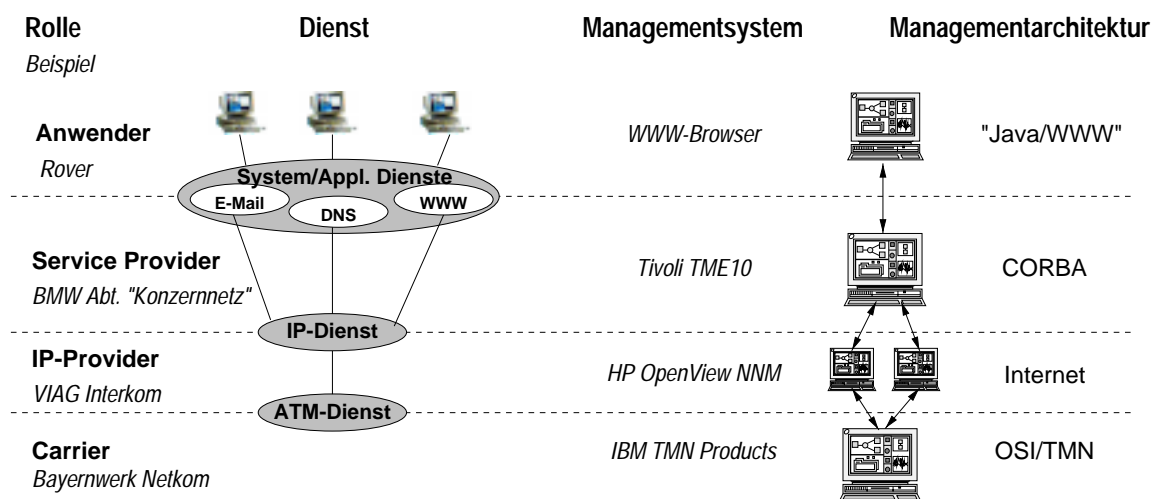 Rolle Dienst Managementsystem Managementarchitektur
Beispiel
Anwender WWW-Browser "Java/WWW"
Rover
System/Appl. Dienste
E-Mail DNS WWW
Service Provider Tivoli TME10 CORBA
BMW Abt. "Konzernnetz"
IP-Dienst
IP-Provider HP OpenView NNM Internet
VIAG Interkom
ATM-Dienst
Carrier IBM TMN Products OSI/TMN
Bayernwerk Netkom